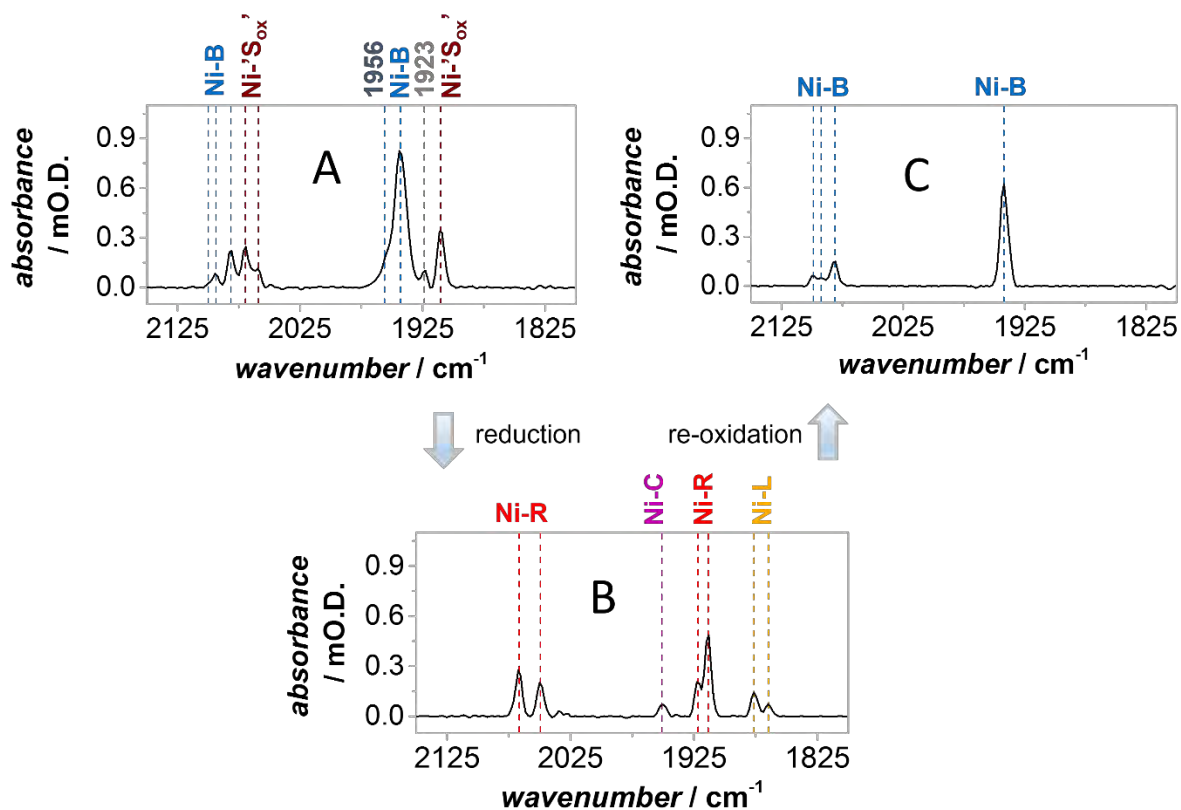 Ni-B
Ni-'Sox'
1956
Ni-B
1923
Ni-'Sox'
absorbance
/ mO.D.
0.9
0.6
0.3
0.0
A
2125
2025
1925
1825
wavenumber / cm-1
Ni-B
Ni-B
absorbance
/ mO.D.
0.9
0.6
0.3
0.0
C
2125
2025
1925
1825
wavenumber / cm-1
reduction
re-oxidation
Ni-R
Ni-C
Ni-R
Ni-L
absorbance
/ mO.D.
0.9
0.6
0.3
0.0
B
2125
2025
1925
1825
wavenumber / cm-1